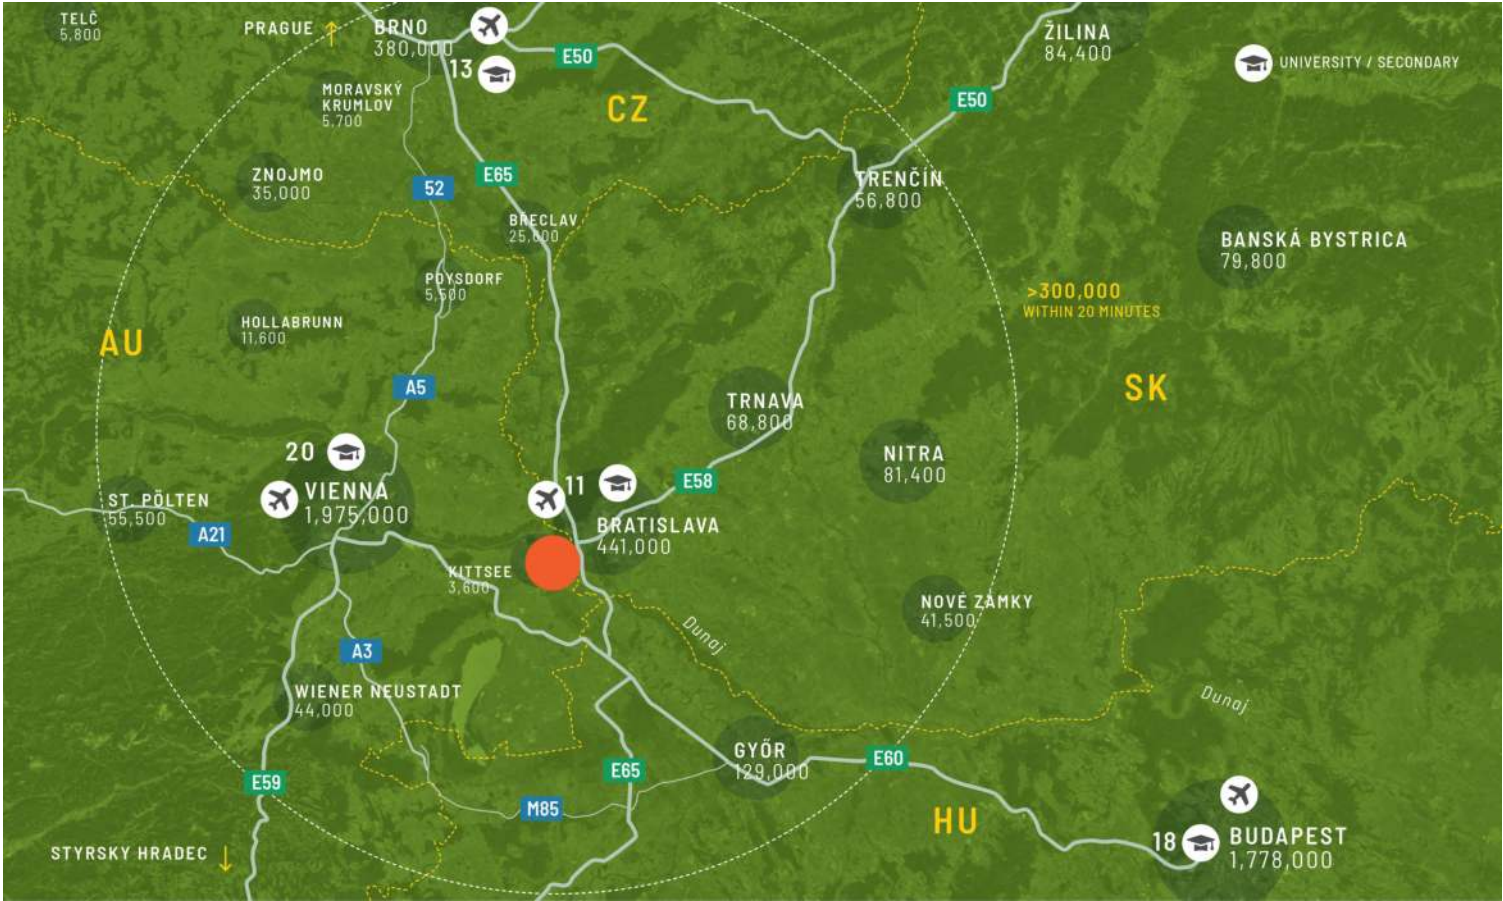 TELČ
5,800
PRAGUE ↑
BRNO
380,000
13
E50
ŽILINA
84,400
UNIVERSITY / SECONDARY
MORAVSKÝ
KRUMLOV
5,700
CZ
E50
ZNOJMO
35,000
52
E65
TRENČÍN
56,800
BŘECLAV
BANSKÁ BYSTRICA
79,800
POYSDORF
5,500
>300,000
WITHIN 20 MINUTES
HOLLABRUNN
11,600
AU
A5
SK
TRNAVA
68,800
20
VIENNA
1,975,000
NITRA
81,400
ST. PÖLTEN
55,500
A21
11
E58
BRATISLAVA
441,000
KITTSEE
3,600
NOVÉ ZÁMKY
41,500
Dunaj
A3
WIENER NEUSTADT
44,000
Dunaj
GYŐR
129,000
E59
E65
E60
M85
HU
STYRSKY HRADEC ↓
18
BUDAPEST
1,778,000